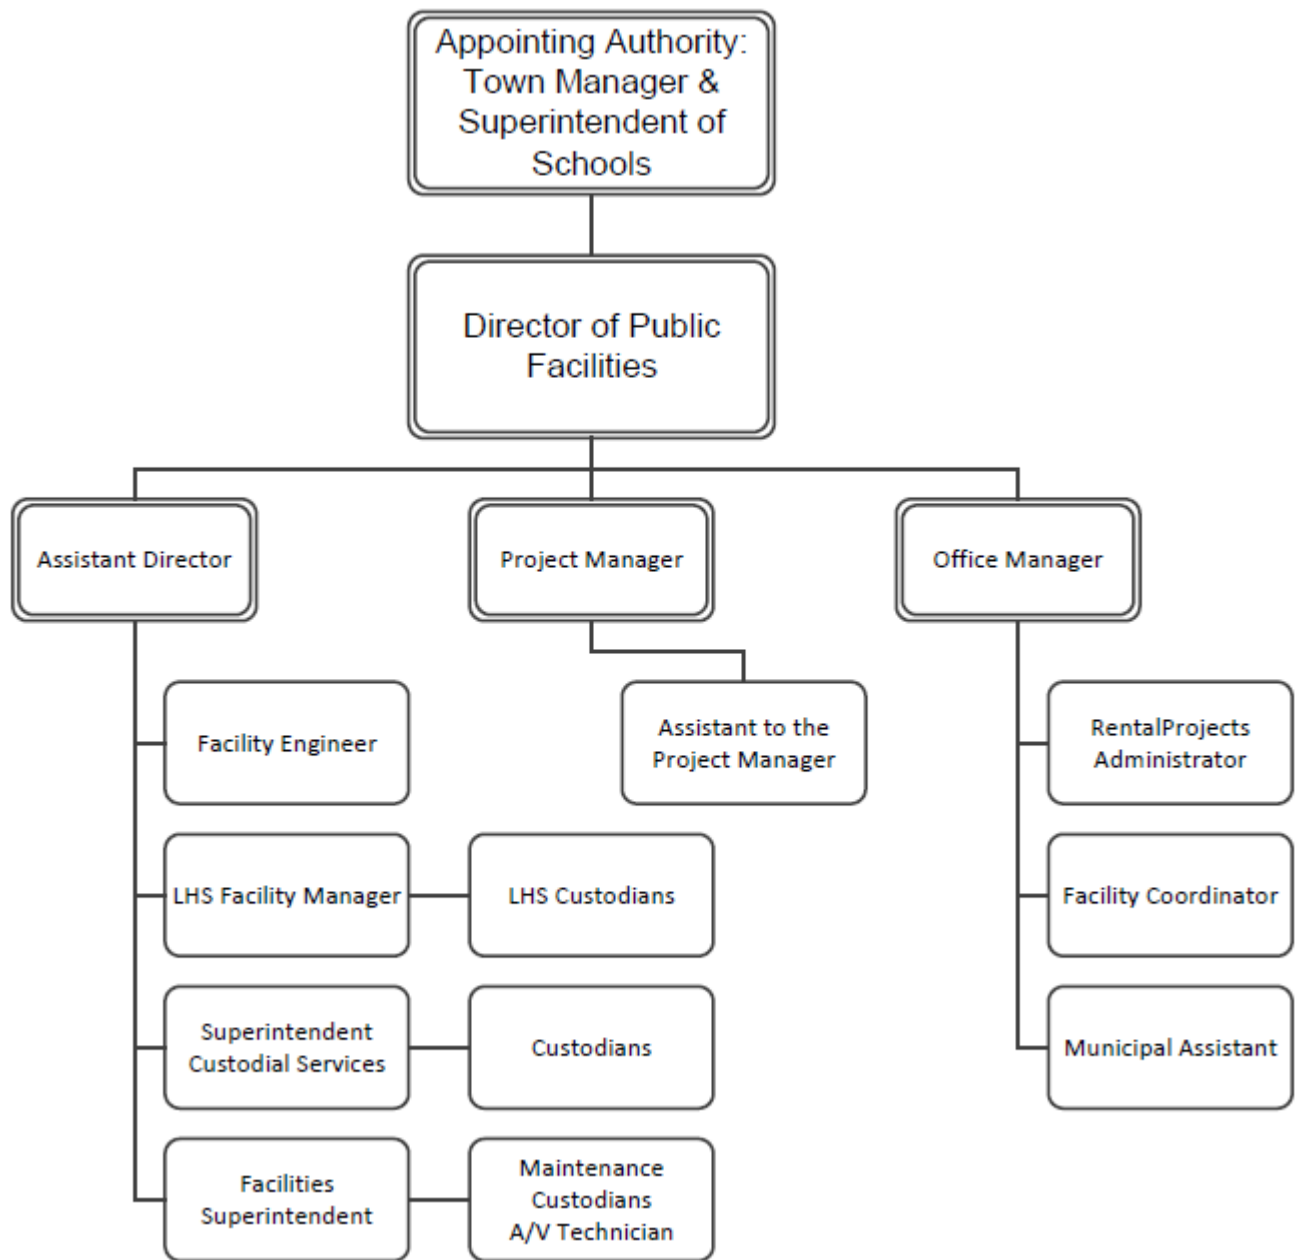 Appointing Authority:
Town Manager &
Superintendent of
Schools
Director of Public
Facilities
Assistant Director
Project Manager
Office Manager
Facility Engineer
Assistant to the
Project Manager
RentalProjects
Administrator
LHS Facility Manager
LHS Custodians
Facility Coordinator
Superintendent
Custodial Services
Custodians
Municipal Assistant
Facilities
Superintendent
Maintenance
Custodians
A/V Technician